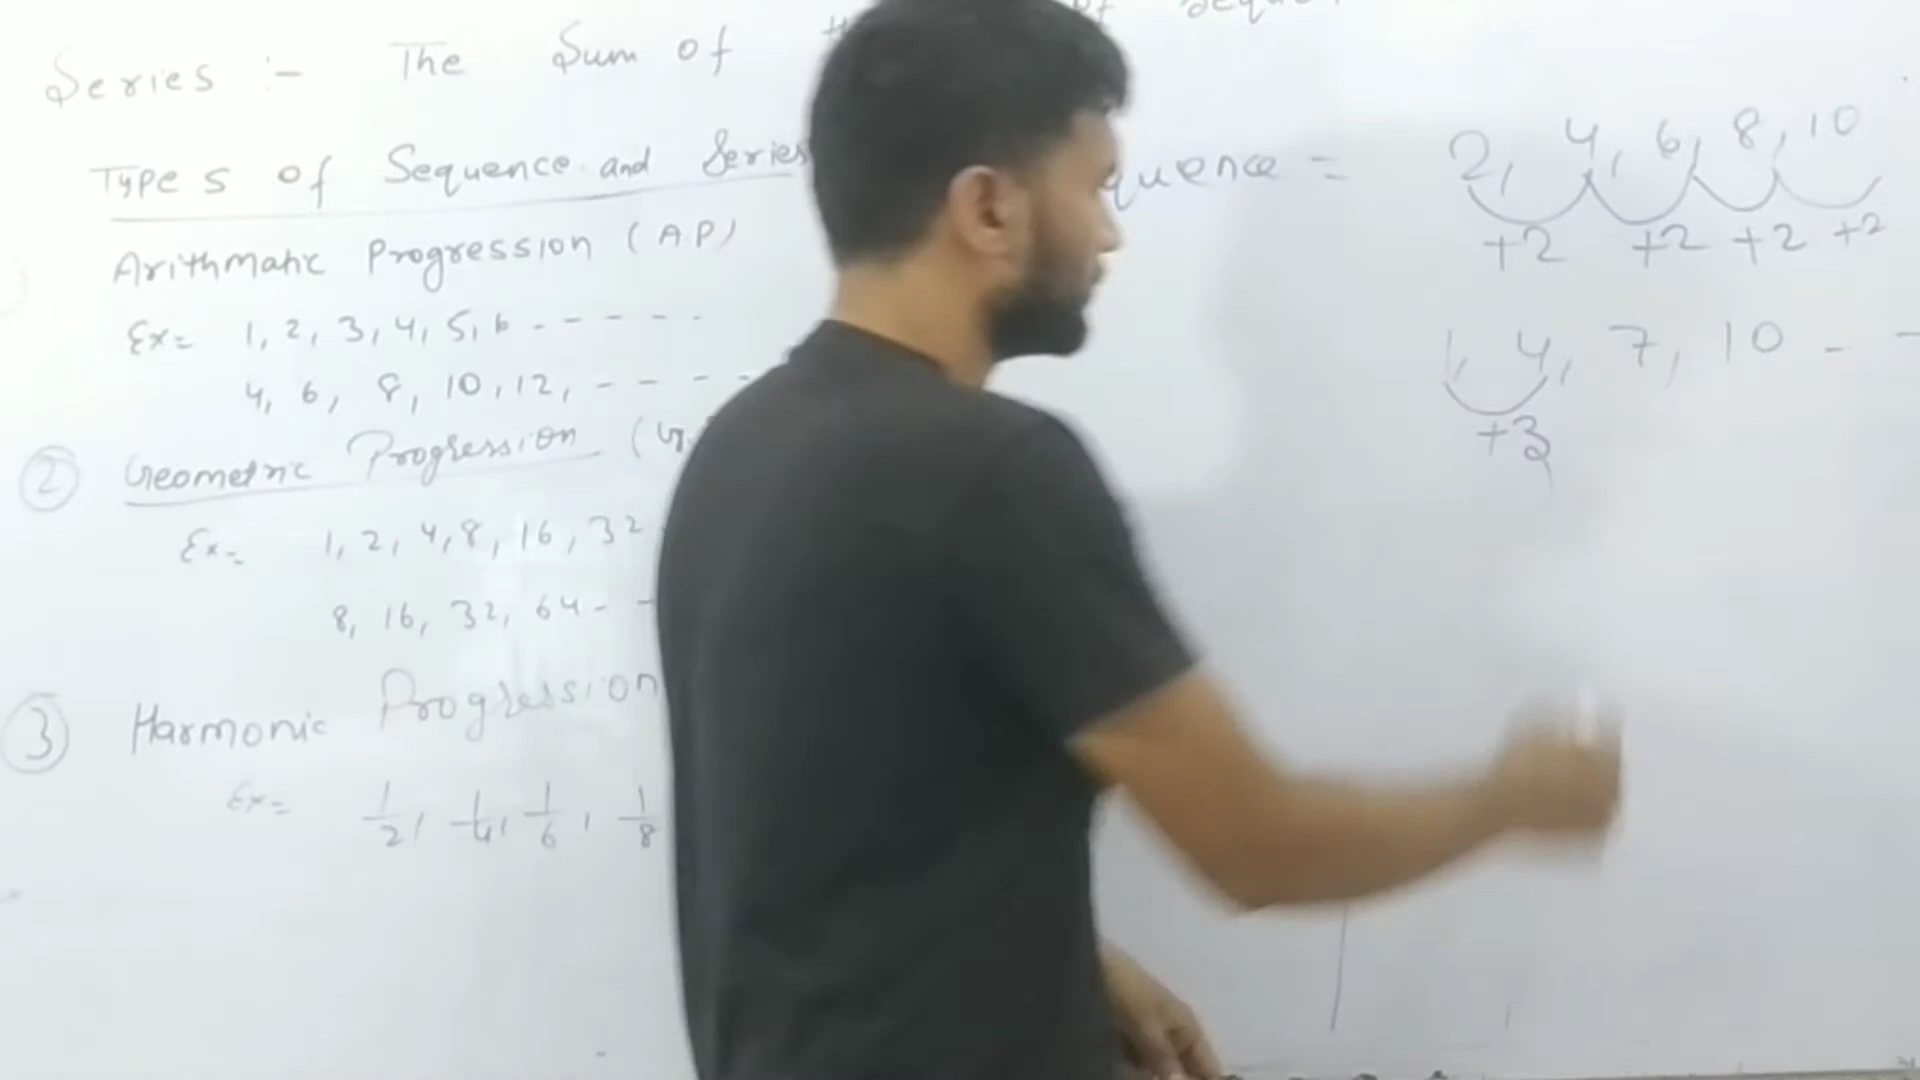 Series :- The Sum of
Types of Sequence and Series
Arithmatic Progression (A.P)
Ex= 1, 2, 3, 4, 5, 6 - - - - - -
4, 6, 8, 10, 12, - - - -
② Geometric Progression (G.
Ex= 1, 2, 4, 8, 16, 32
8, 16, 32, 64 - -
③ Harmonic Progression
Ex= 1/2, 1/4, 1/6, 1/8
quence = 2, 4, 6, 8, 10
+2 +2 +2 +2
1, 4, 7, 10 - -
+3